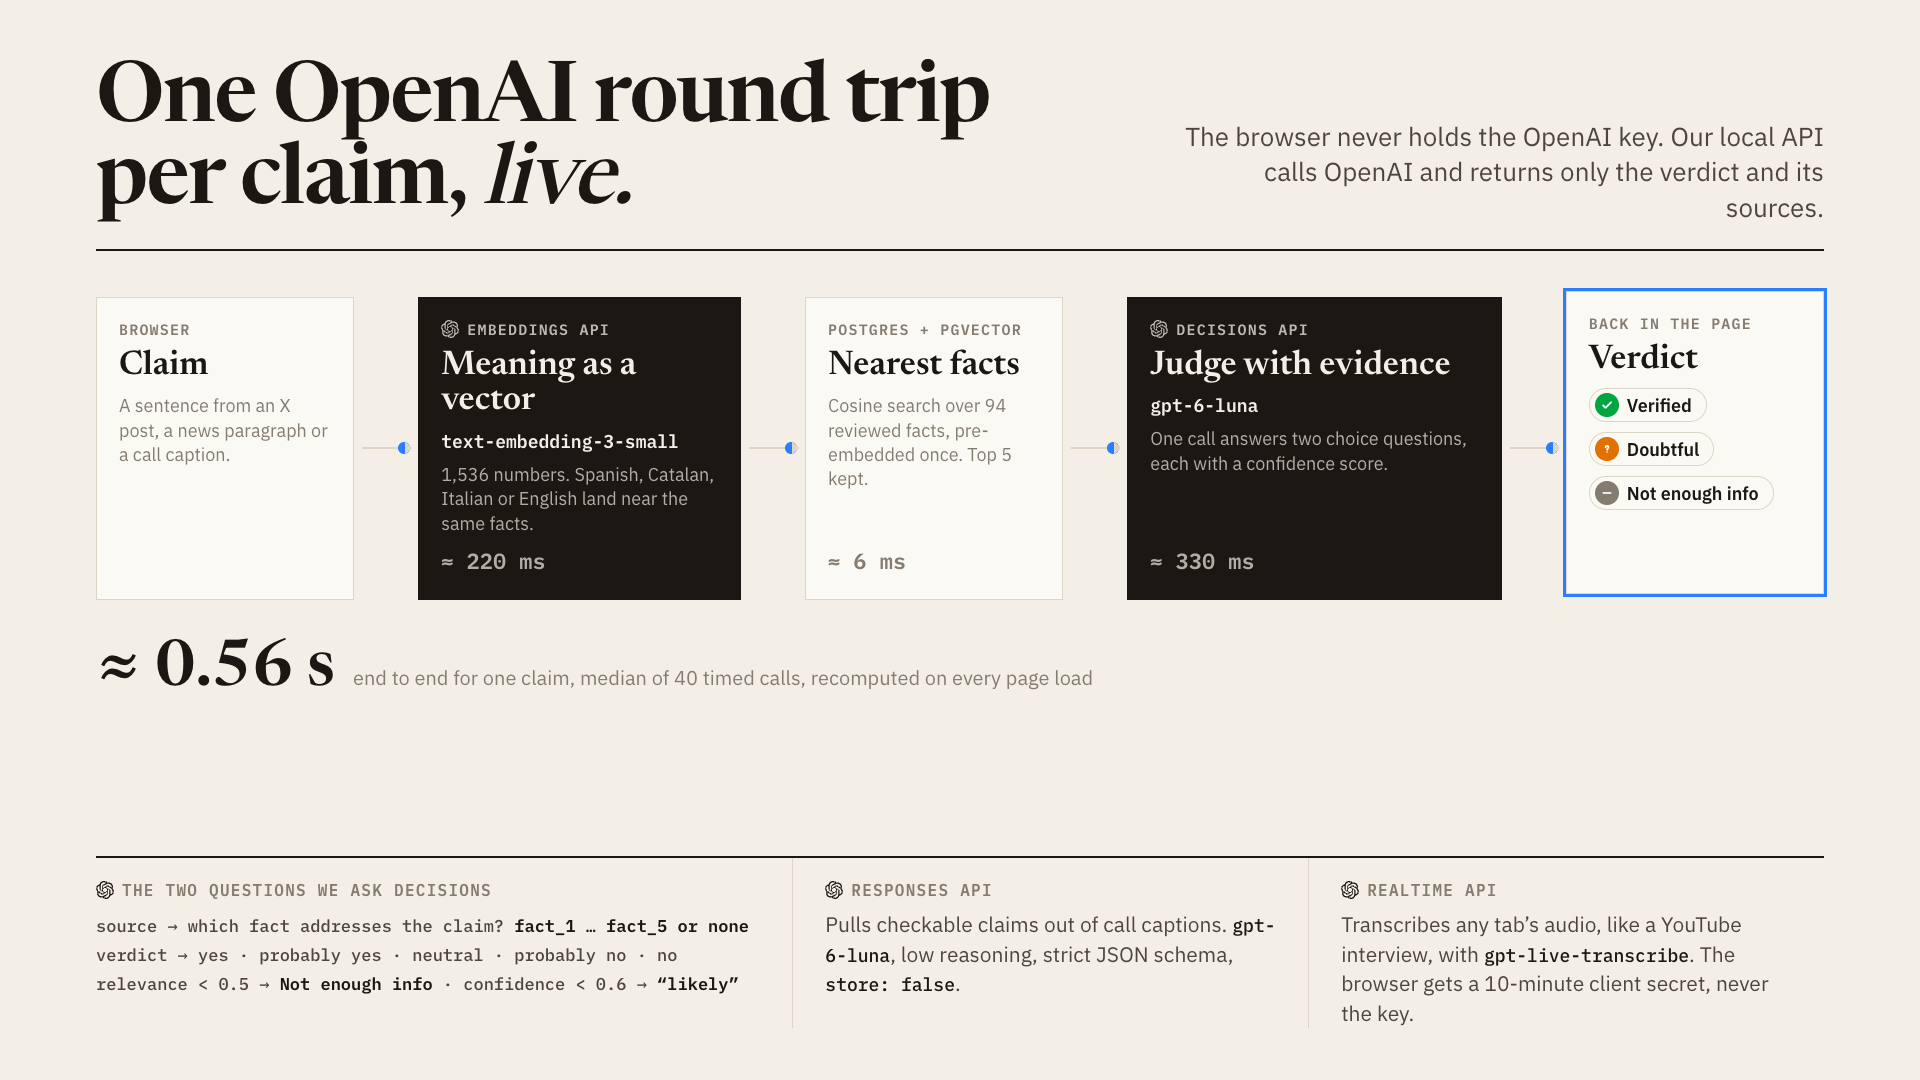 One OpenAI round trip
per claim, live.
The browser never holds the OpenAI key. Our local API
calls OpenAI and returns only the verdict and its
sources.
BROWSER
Claim
A sentence from an X
post, a news paragraph or
a call caption.
EMBEDDINGS API
Meaning as a
vector
text-embedding-3-small
1,536 numbers. Spanish, Catalan,
Italian or English land near the
same facts.
≈ 220 ms
POSTGRES + PGVECTOR
Nearest facts
Cosine search over 94
reviewed facts, pre-
embedded once. Top 5
kept.
≈ 6 ms
DECISIONS API
Judge with evidence
gpt-6-luna
One call answers two choice questions,
each with a confidence score.
≈ 330 ms
BACK IN THE PAGE
Verdict
Verified
Doubtful
Not enough info
≈ 0.56 s end to end for one claim, median of 40 timed calls, recomputed on every page load
THE TWO QUESTIONS WE ASK DECISIONS
source → which fact addresses the claim? fact_1 … fact_5 or none
verdict → yes · probably yes · neutral · probably no · no
relevance < 0.5 → Not enough info · confidence < 0.6 → “likely”
RESPONSES API
Pulls checkable claims out of call captions. gpt-
6-luna, low reasoning, strict JSON schema,
store: false.
REALTIME API
Transcribes any tab’s audio, like a YouTube
interview, with gpt-live-transcribe. The
browser gets a 10-minute client secret, never
the key.